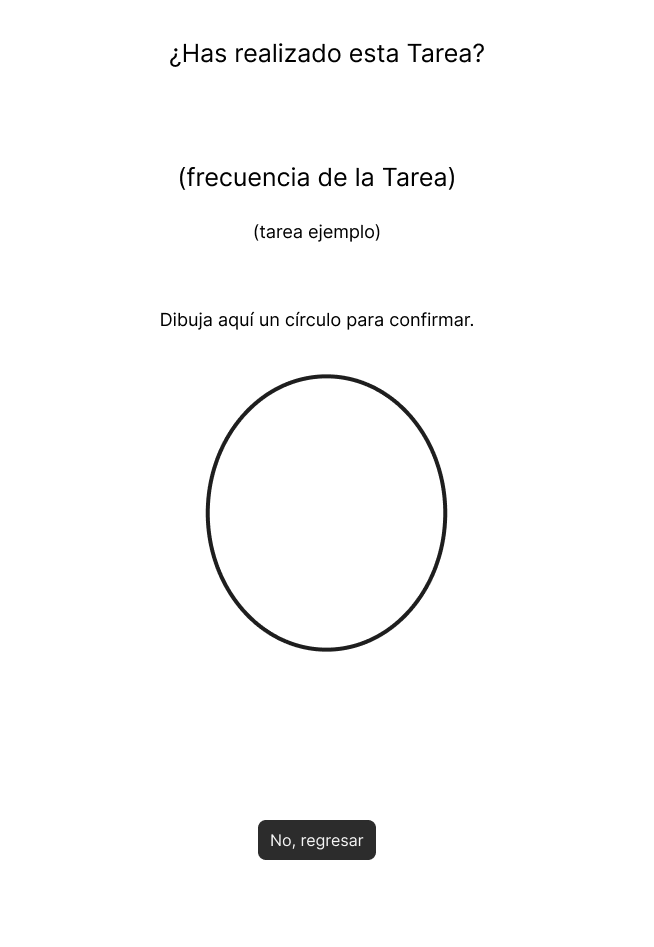 ¿Has realizado esta Tarea?
(frecuencia de la Tarea)
(tarea ejemplo)
Dibuja aquí un círculo para confirmar.
No, regresar